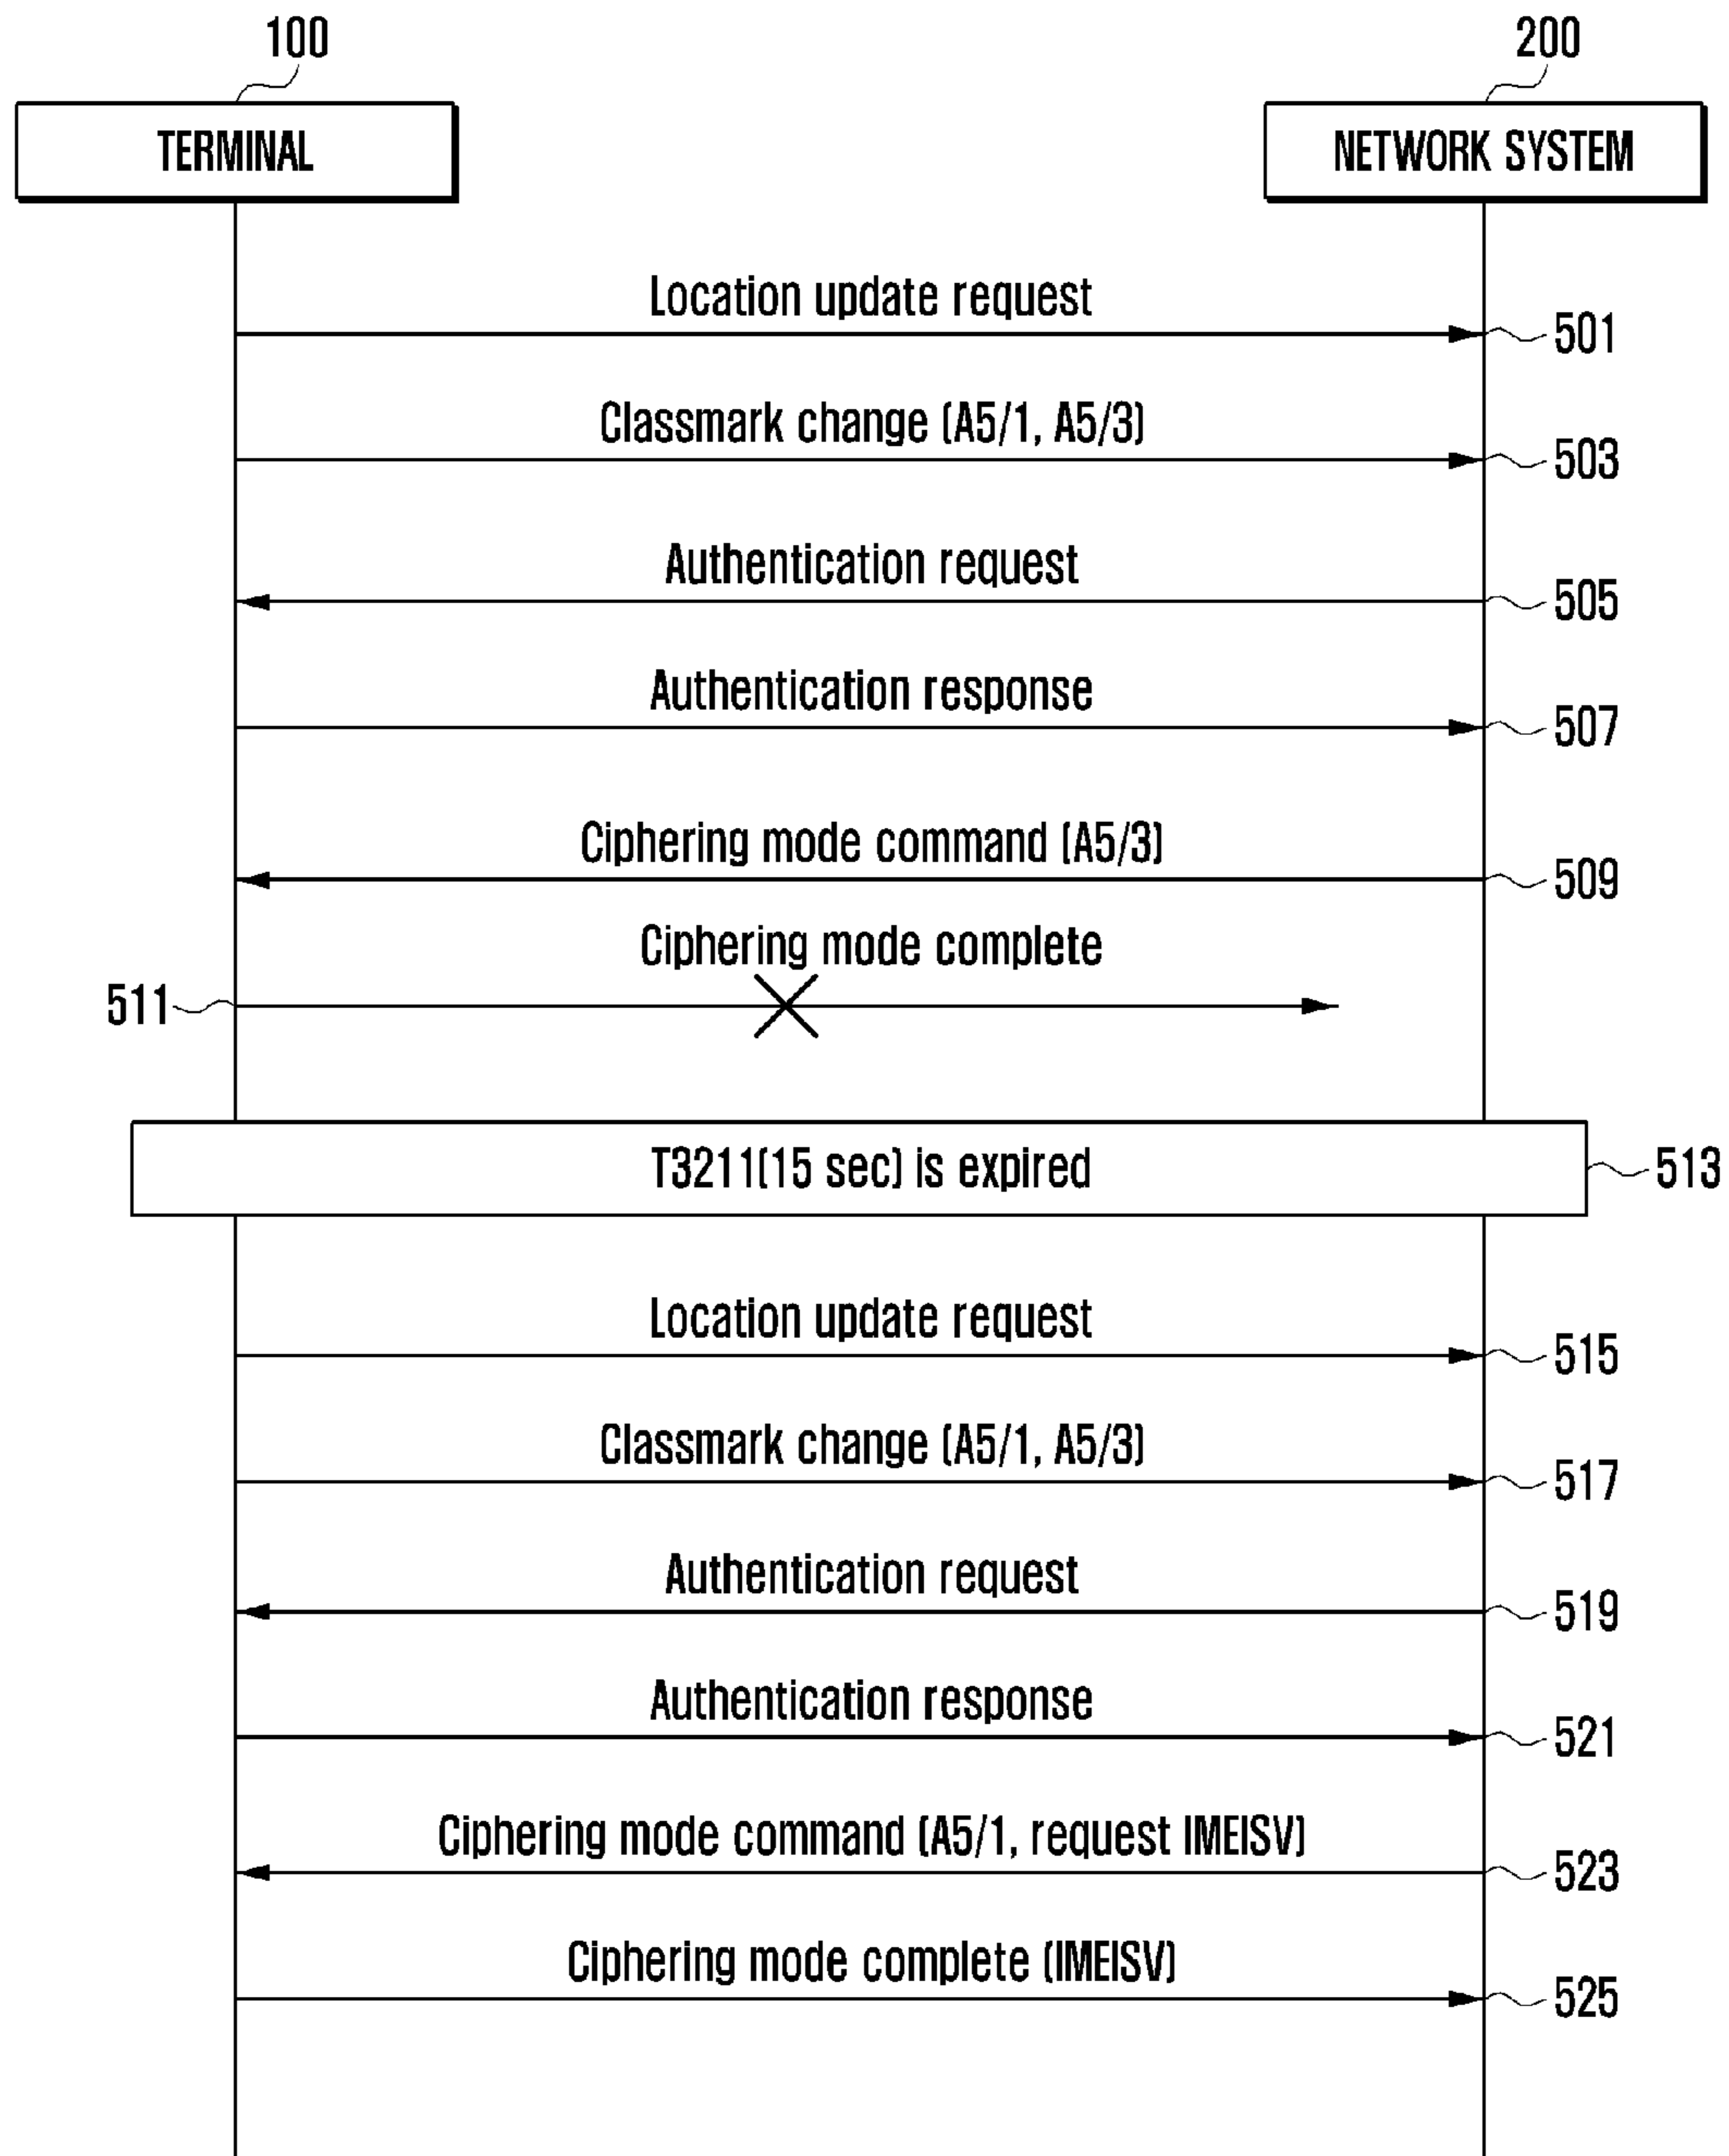 100
200
TERMINAL
NETWORK SYSTEM
Location update request
501
Classmark change (A5/1, A5/3)
503
Authentication request
505
Authentication response
507
Ciphering mode command (A5/3)
509
Ciphering mode complete
511
T3211(15 sec) is expired
513
Location update request
515
Classmark change (A5/1, A5/3)
517
Authentication request
519
Authentication response
521
Ciphering mode command (A5/1, request IMEISV)
523
Ciphering mode complete (IMEISV)
525